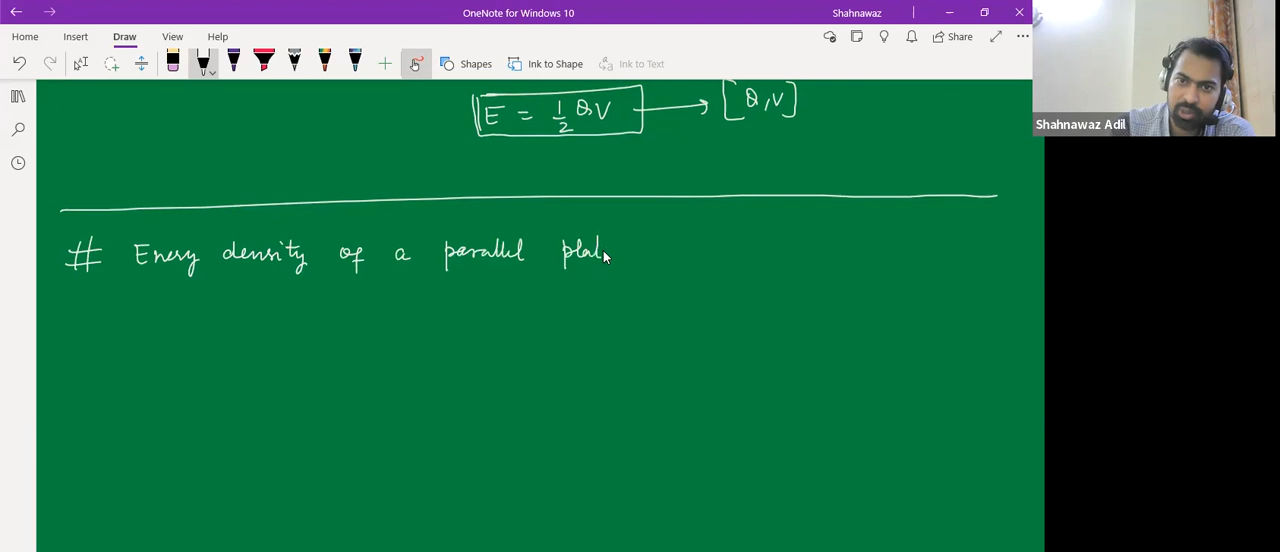 OneNote for Windows 10
Shahnawaz
Home Insert Draw View Help
Share
Shapes Ink to Shape Ink to Text
E = 1/2 QV → [Q, V]
Shahnawaz Adil
# Enery density of a parallel plat